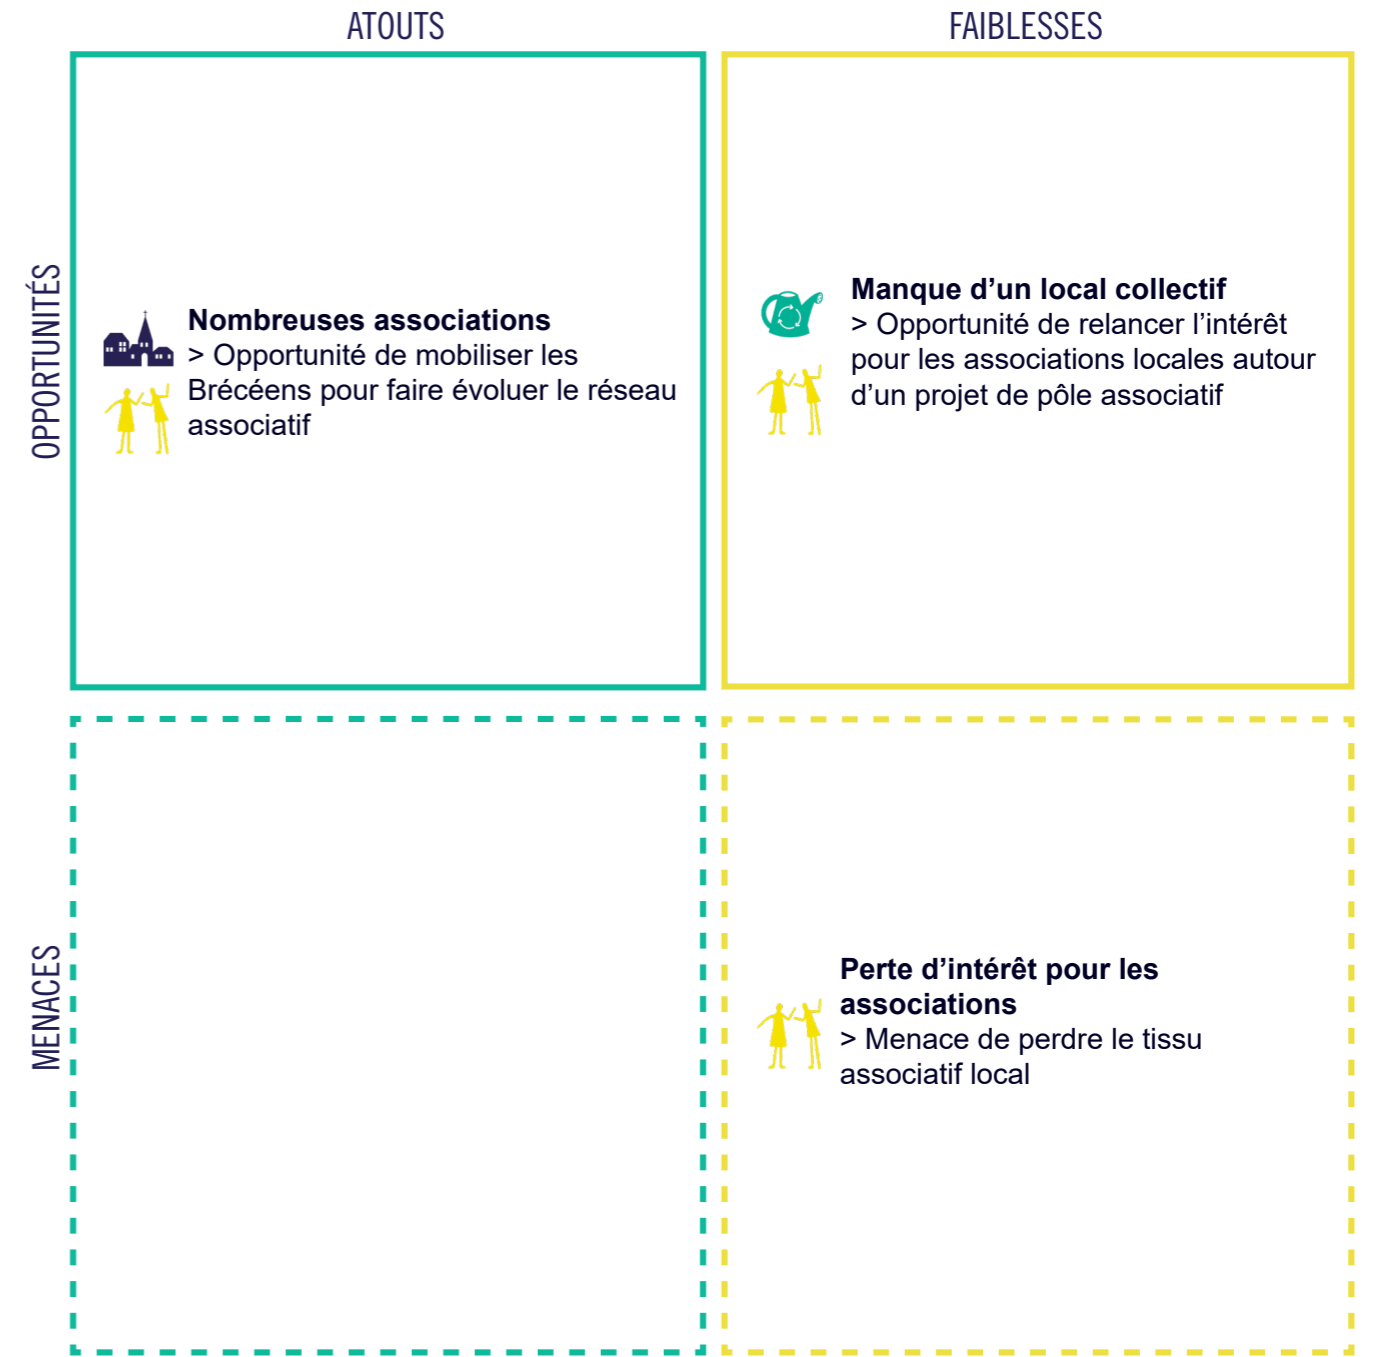 ATOUTS
FAIBLESSES
OPPORTUNITÉS
Nombreuses associations
> Opportunité de mobiliser les
Brécéens pour faire évoluer le réseau
associatif
Manque d’un local collectif
> Opportunité de relancer l’intérêt
pour les associations locales autour
d’un projet de pôle associatif
MENACES
Perte d’intérêt pour les
associations
> Menace de perdre le tissu
associatif local